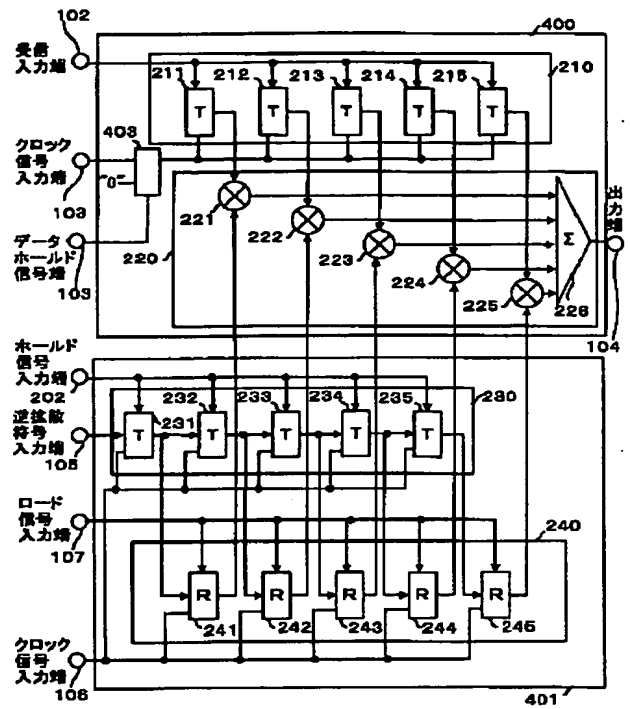 102
400
受信
入力端
211
212
213
214
215
210
T
T
T
T
T
クロック
信号
入力端
403
"0"
103
221
222
223
224
225
220
Σ
226
出力端
104
データ
ホールド
信号端
103
ホールド
信号
入力端
202
231
232
233
234
235
230
逆拡散
符号
入力端
105
T
T
T
T
T
ロード
信号
入力端
107
240
R
R
R
R
R
241
242
243
244
245
クロック
信号
入力端
106
401